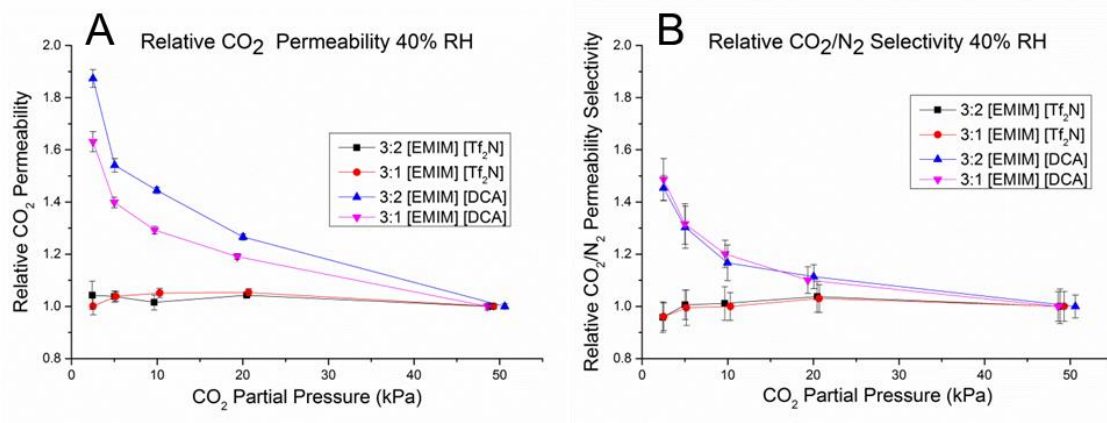 A
Relative CO₂ Permeability 40% RH
2.0
1.8
1.6
1.4
1.2
1.0
0.8
Relative CO₂ Permeability
3:2 [EMIM] [Tf₂N]
3:1 [EMIM] [Tf₂N]
3:2 [EMIM] [DCA]
3:1 [EMIM] [DCA]
0 10 20 30 40 50
CO₂ Partial Pressure (kPa)
B
Relative CO₂/N₂ Selectivity 40% RH
2.0
1.8
1.6
1.4
1.2
1.0
0.8
Relative CO₂/N₂ Permeability Selectivity
3:2 [EMIM] [Tf₂N]
3:1 [EMIM] [Tf₂N]
3:2 [EMIM] [DCA]
3:1 [EMIM] [DCA]
0 10 20 30 40 50
CO₂ Partial Pressure (kPa)